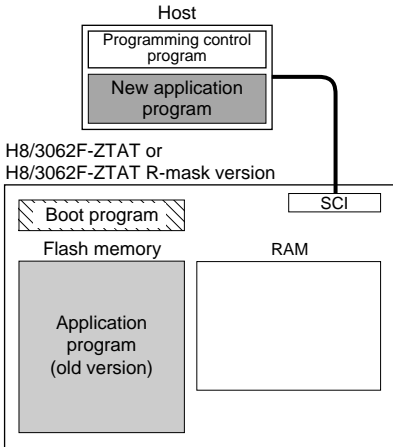 Host
Programming control
program
New application
program
H8/3062F-ZTAT or
H8/3062F-ZTAT R-mask version
SCI
Boot program
Flash memory
RAM
Application
program
(old version)